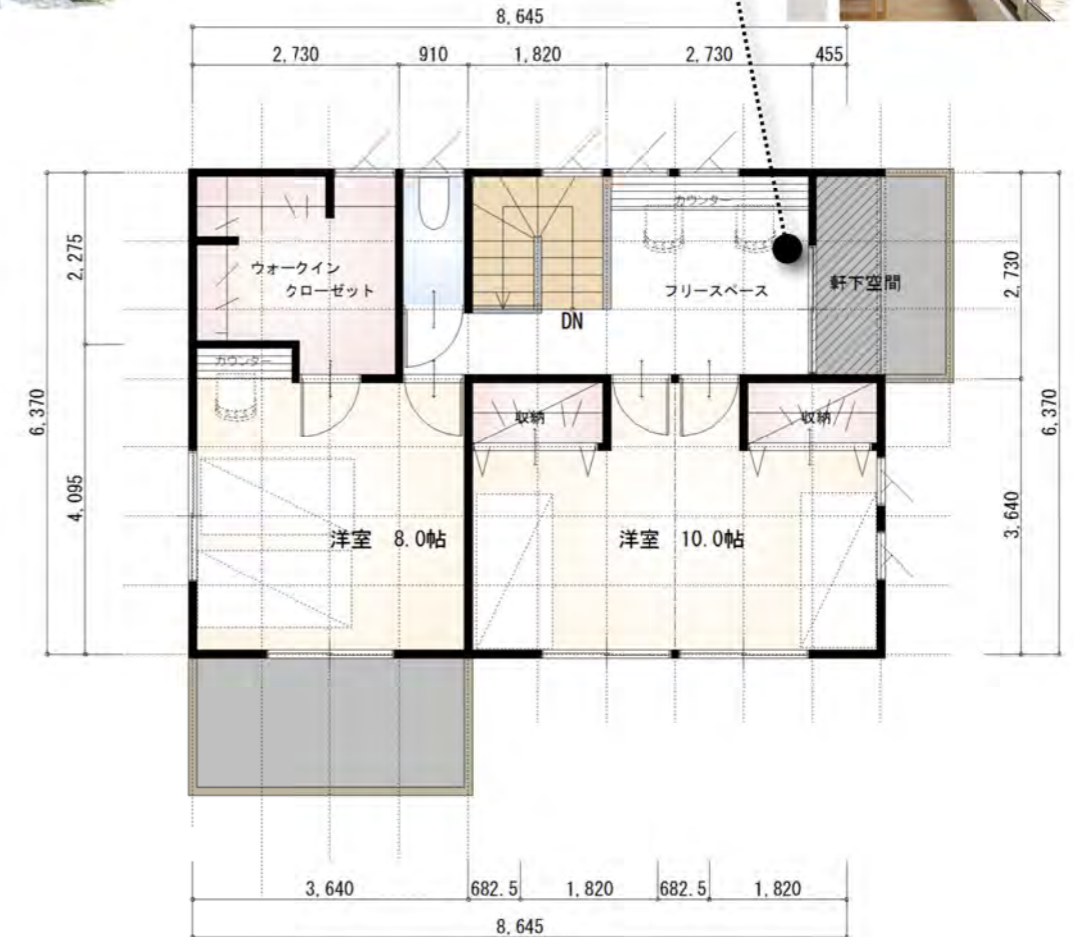 8,645
2,730 910 1,820 2,730 455
カウンター
ウォークイン
クローゼット
フリースペース
軒下空間
DN
カウンター
収納
収納
洋室 8.0帖
洋室 10.0帖
2,275
4,095
6,370
2,730
3,640
6,370
3,640 682.5 1,820 682.5 1,820
8,645